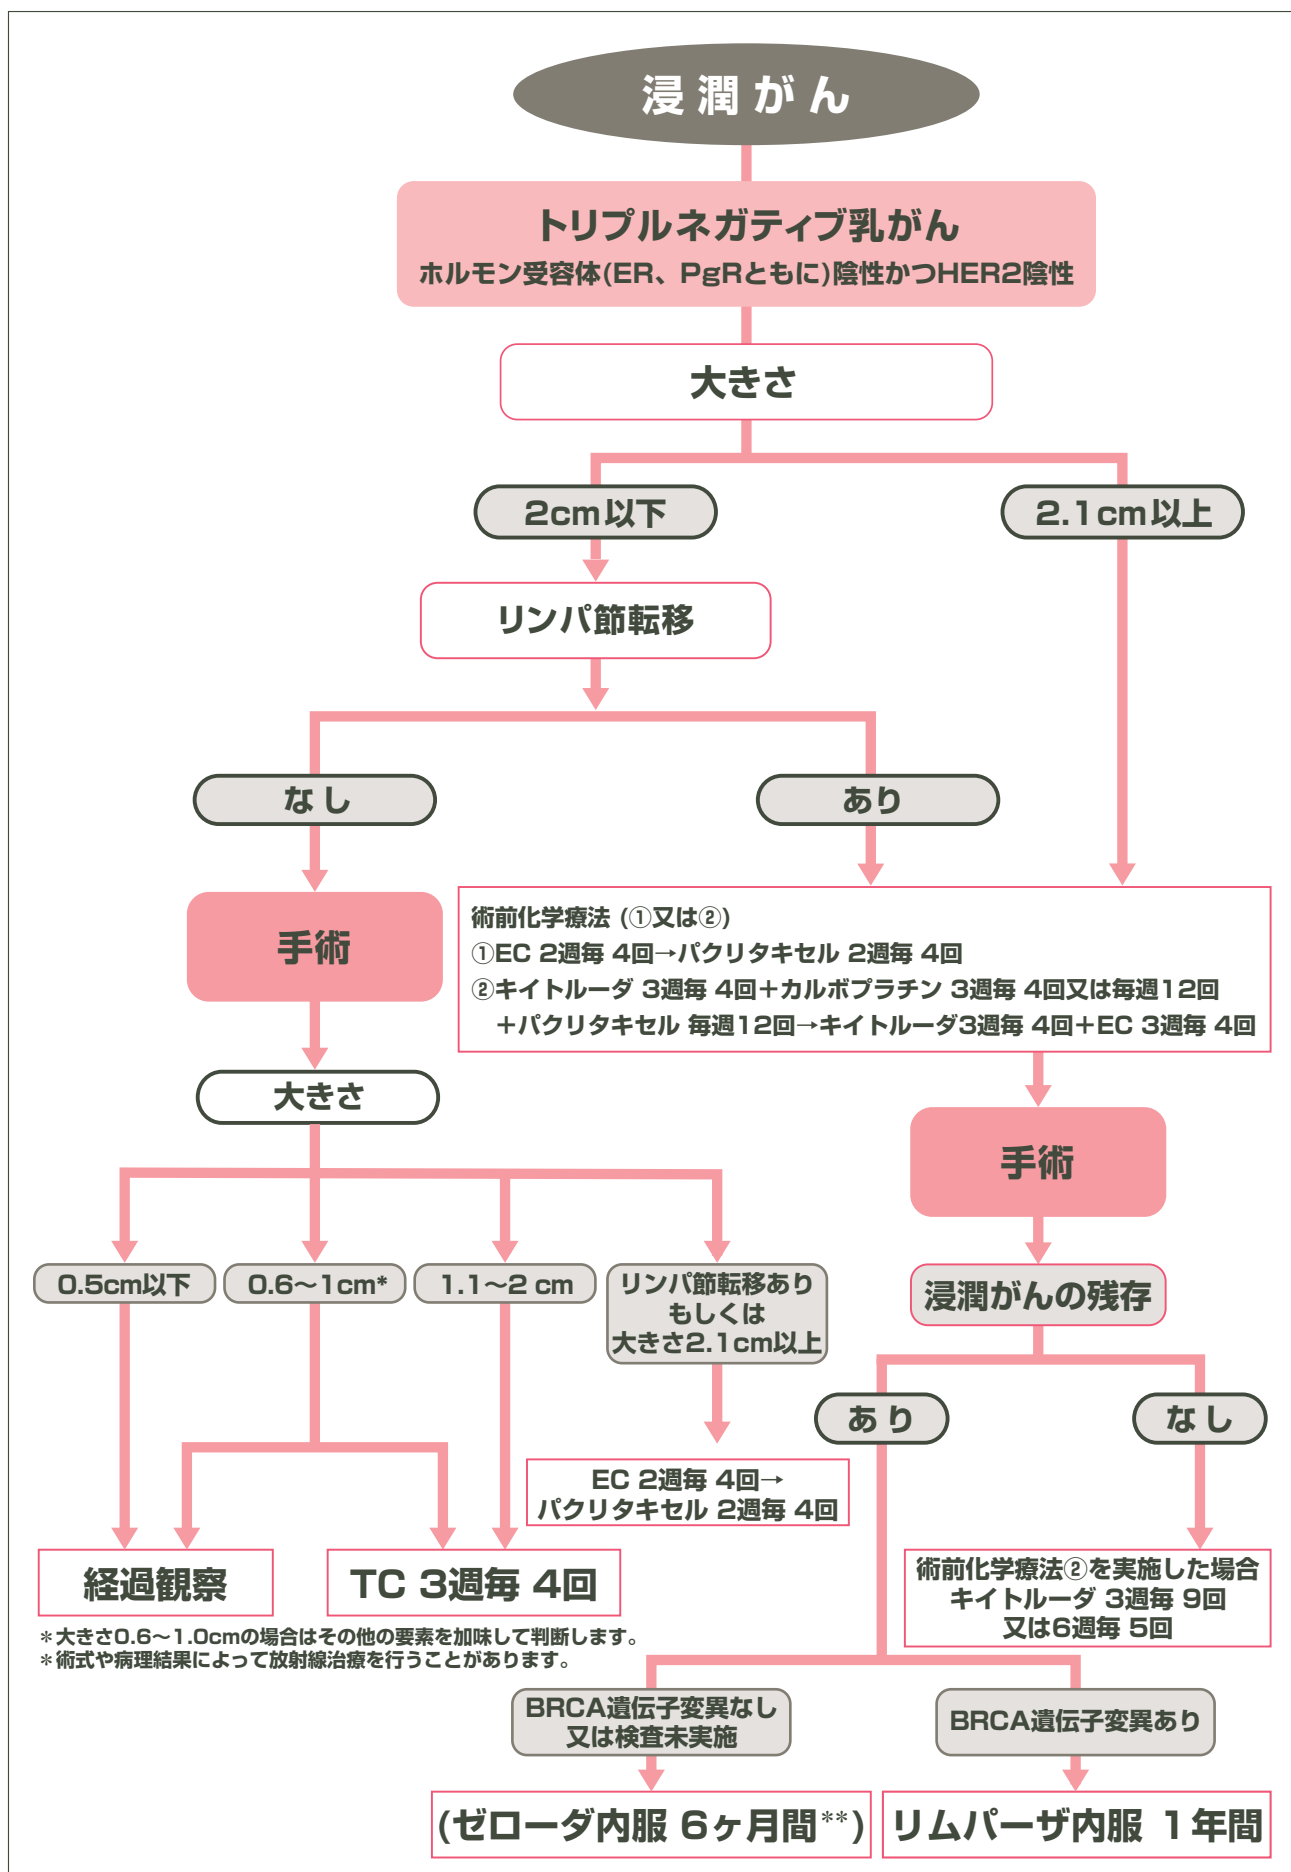 浸潤がん
トリプルネガティブ乳がん
ホルモン受容体(ER、PgRともに)陰性かつHER2陰性
大きさ
2cm以下
2.1cm以上
リンパ節転移
なし
あり
手術
術前化学療法 (①又は②)
①EC 2週毎 4回→パクリタキセル 2週毎 4回
②キイトルーダ 3週毎 4回＋カルボプラチン 3週毎 4回又は毎週12回
＋パクリタキセル 毎週12回→キイトルーダ3週毎 4回＋EC 3週毎 4回
大きさ
手術
0.5cm以下
0.6〜1cm*
1.1〜2 cm
リンパ節転移あり
もしくは
大きさ2.1cm以上
浸潤がんの残存
あり
なし
EC 2週毎 4回→
パクリタキセル 2週毎 4回
経過観察
TC 3週毎 4回
術前化学療法②を実施した場合
キイトルーダ 3週毎 9回
又は6週毎 5回
＊大きさ0.6〜1.0cmの場合はその他の要素を加味して判断します。
＊術式や病理結果によって放射線治療を行うことがあります。
BRCA遺伝子変異なし
又は検査未実施
BRCA遺伝子変異あり
(ゼローダ内服 6ヶ月間**)
リムパーザ内服 1年間